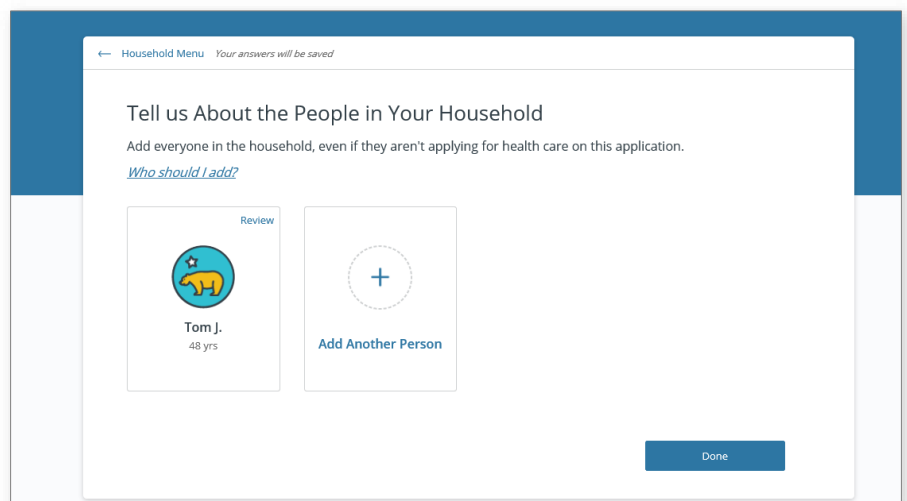 ← Household Menu Your answers will be saved
Tell us About the People in Your Household
Add everyone in the household, even if they aren't applying for health care on this application.
Who should I add?
Review
Tom J.
48 yrs
+
Add Another Person
Done